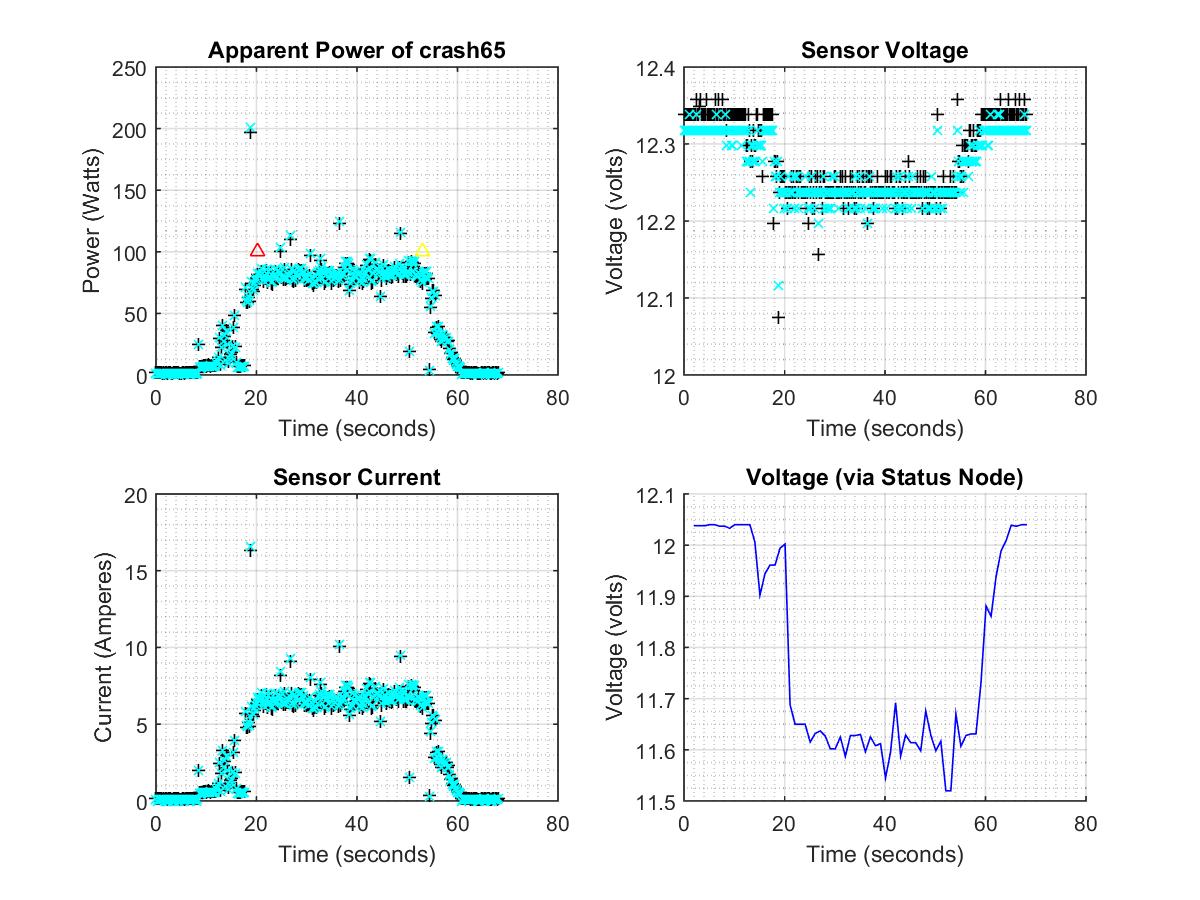 Apparent Power of crash65
250
200
150
100
50
0
Power (Watts)
0 20 40 60 80
Time (seconds)
Sensor Voltage
12.4
12.3
12.2
12.1
12
Voltage (volts)
0 20 40 60 80
Time (seconds)
Sensor Current
20
15
10
5
0
Current (Amperes)
0 20 40 60 80
Time (seconds)
Voltage (via Status Node)
12.1
12
11.9
11.8
11.7
11.6
11.5
Voltage (volts)
0 20 40 60 80
Time (seconds)